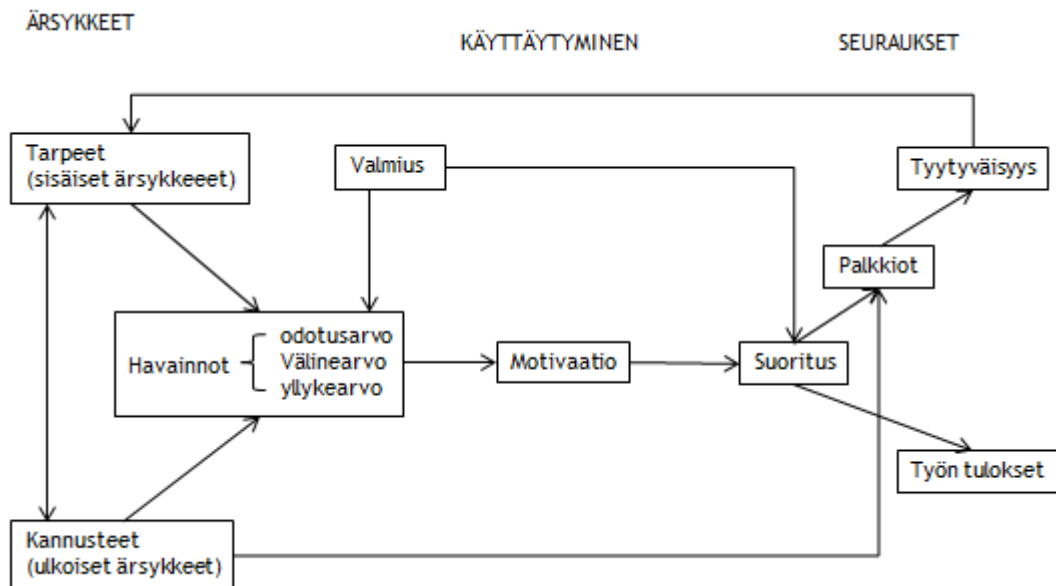 ÄRSYKKEET
KÄYTTÄYTYMINEN
SEURAUKSET
Tarpeet
(sisäiset ärsykkeeet)
Valmius
Tyytyväisyys
Palkkiot
odotusarvo
Havainnot
Välinearvo
yllykearvo
Motivaatio
Suoritus
Työn tulokset
Kannusteet
(ulkoiset ärsykkeet)